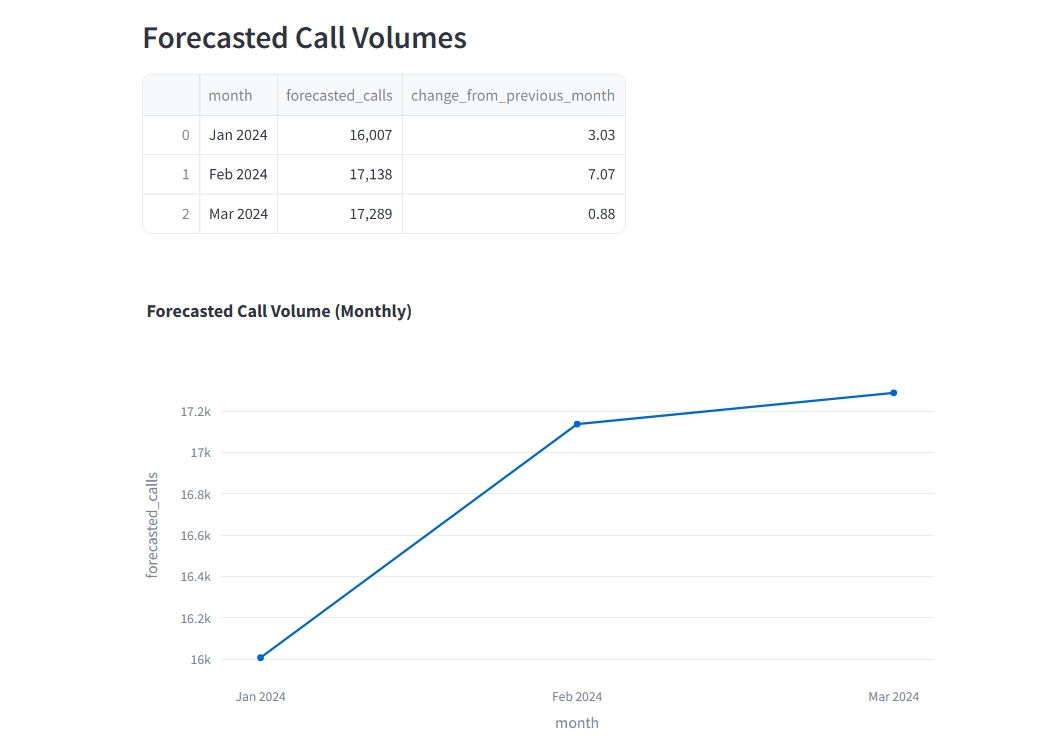 Forecasted Call Volumes
month forecasted_calls change_from_previous_month
0 Jan 2024 16,007 3.03
1 Feb 2024 17,138 7.07
2 Mar 2024 17,289 0.88
Forecasted Call Volume (Monthly)
17.2k
17k
16.8k
16.6k
16.4k
16.2k
16k
forecasted_calls
Jan 2024 Feb 2024 Mar 2024
month